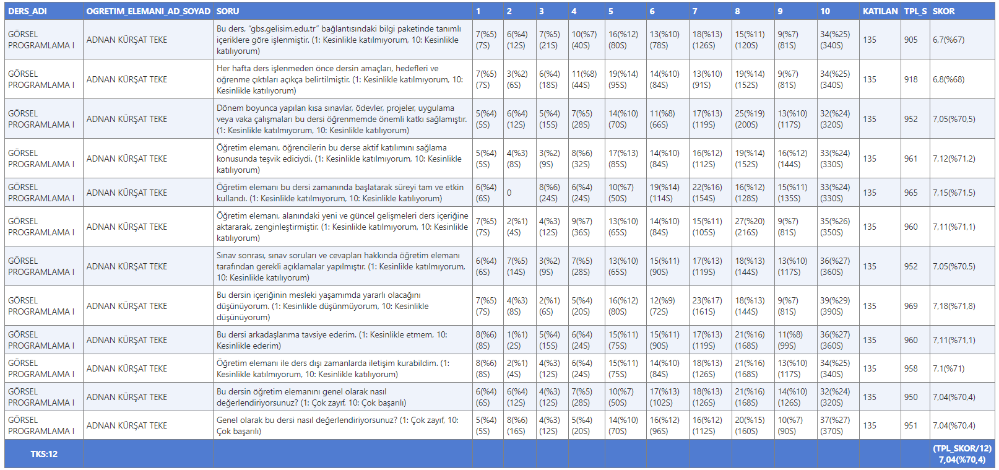 DERS_ADI OGRETIM_ELEMANI_AD_SOYAD SORU 1 2 3 4 5 6 7 8 9 10 KATILAN TPL_S SKOR
GÖRSEL PROGRAMLAMA I ADNAN KÜRŞAT TEKE Bu ders, “gbs.gelisim.edu.tr” bağlantısındaki bilgi paketinde tanımlı
içeriklere göre işlenmiştir. (1: Kesinlikle katılmıyorum, 10: Kesinlikle
katılıyorum) 7(%5) 6(%4) 7(%5) 10(%7) 16(%12) 13(%10) 18(%13) 15(%11) 9(%7) 34(%25)
(7S) (12S) (21S) (40S) (80S) (78S) (126S) (120S) (81S) (340S) 135 905 6,7(%67)
GÖRSEL PROGRAMLAMA I ADNAN KÜRŞAT TEKE Her hafta ders işlenmeden önce dersin amaçları, hedefleri ve
öğrenme çıktıları açıkça belirtilmiştir. (1: Kesinlikle katılmıyorum, 10:
Kesinlikle katılıyorum) 7(%5) 3(%2) 6(%4) 11(%8) 19(%14) 14(%10) 13(%10) 19(%14) 9(%7) 34(%25)
(7S) (6S) (18S) (44S) (95S) (84S) (91S) (152S) (81S) (340S) 135 918 6,8(%68)
GÖRSEL PROGRAMLAMA I ADNAN KÜRŞAT TEKE Dönem boyunca yapılan kısa sınavlar, ödevler, projeler, uygulama
veya vaka çalışmaları bu dersi öğrenmemde önemli katkı sağlamıştır.
(1: Kesinlikle katılmıyorum, 10: Kesinlikle katılıyorum) 5(%4) 6(%4) 5(%4) 7(%5) 14(%10) 11(%8) 17(%13) 25(%19) 13(%10) 32(%24)
(5S) (12S) (15S) (28S) (70S) (66S) (119S) (200S) (117S) (320S) 135 952 7,05(%70,5)
GÖRSEL PROGRAMLAMA I ADNAN KÜRŞAT TEKE Öğretim elemanı, öğrencilerin bu derse aktif katılımını sağlama
konusunda teşvik ediciydi. (1: Kesinlikle katılmıyorum, 10: Kesinlikle
katılıyorum) 5(%4) 4(%3) 3(%2) 8(%6) 17(%13) 14(%10) 16(%12) 19(%14) 16(%12) 33(%24)
(5S) (8S) (9S) (32S) (85S) (84S) (112S) (152S) (144S) (330S) 135 961 7,12(%71,2)
GÖRSEL PROGRAMLAMA I ADNAN KÜRŞAT TEKE Öğretim elemanı bu dersi zamanında başlatarak süreyi tam ve etkin
kullandı. (1: Kesinlikle katılmıyorum, 10: Kesinlikle katılıyorum) 6(%4) 0 8(%6) 6(%4) 10(%7) 19(%14) 22(%16) 16(%12) 15(%11) 33(%24)
(6S) (24S) (24S) (50S) (114S) (154S) (128S) (135S) (330S) 135 965 7,15(%71,5)
GÖRSEL PROGRAMLAMA I ADNAN KÜRŞAT TEKE Öğretim elemanı, alanındaki yeni ve güncel gelişmeleri ders içeriğine
aktararak, zenginleştirmiştir. (1: Kesinlikle katılmıyorum, 10: Kesinlikle
katılıyorum) 7(%5) 2(%1) 4(%3) 9(%7) 13(%10) 14(%10) 15(%11) 27(%20) 9(%7) 35(%26)
(7S) (4S) (12S) (36S) (65S) (84S) (105S) (216S) (81S) (350S) 135 960 7,11(%71,1)
GÖRSEL PROGRAMLAMA I ADNAN KÜRŞAT TEKE Sınav sonrası, sınav soruları ve cevapları hakkında öğretim elemanı
tarafından gerekli açıklamalar yapılmıştır. (1: Kesinlikle katılmıyorum,
10: Kesinlikle katılıyorum) 6(%4) 7(%5) 3(%2) 7(%5) 13(%10) 15(%11) 17(%13) 18(%13) 13(%10) 36(%27)
(6S) (14S) (9S) (28S) (65S) (90S) (119S) (144S) (117S) (360S) 135 952 7,05(%70,5)
GÖRSEL PROGRAMLAMA I ADNAN KÜRŞAT TEKE Bu dersin içeriğinin mesleki yaşamımda yararlı olacağını
düşünüyorum. (1: Kesinlikle düşünmüyorum, 10: Kesinlikle
düşünüyorum) 7(%5) 4(%3) 2(%1) 5(%4) 16(%12) 12(%9) 23(%17) 18(%13) 9(%7) 39(%29)
(7S) (8S) (6S) (20S) (80S) (72S) (161S) (144S) (81S) (390S) 135 969 7,18(%71,8)
GÖRSEL PROGRAMLAMA I ADNAN KÜRŞAT TEKE Bu dersi arkadaşlarıma tavsiye ederim. (1: Kesinlikle etmem, 10:
Kesinlikle ederim) 8(%6) 1(%1) 5(%4) 6(%4) 15(%11) 15(%11) 17(%13) 21(%16) 11(%8) 36(%27)
(8S) (2S) (15S) (24S) (75S) (90S) (119S) (168S) (99S) (360S) 135 960 7,11(%71,1)
GÖRSEL PROGRAMLAMA I ADNAN KÜRŞAT TEKE Öğretim elemanı ile ders dışı zamanlarda iletişim kurabildim. (1:
Kesinlikle katılmıyorum, 10: Kesinlikle katılıyorum) 8(%6) 2(%1) 4(%3) 6(%4) 15(%11) 14(%10) 18(%13) 21(%16) 13(%10) 34(%25)
(8S) (4S) (12S) (24S) (75S) (84S) (126S) (168S) (117S) (340S) 135 958 7,1(%71)
GÖRSEL PROGRAMLAMA I ADNAN KÜRŞAT TEKE Bu dersin öğretim elemanını genel olarak nasıl
değerlendiriyorsunuz? (1: Çok zayıf, 10: Çok başarılı) 6(%4) 6(%4) 4(%3) 7(%5) 10(%7) 17(%13) 18(%13) 21(%16) 14(%10) 32(%24)
(6S) (12S) (12S) (28S) (50S) (102S) (126S) (168S) (126S) (320S) 135 950 7,04(%70,4)
GÖRSEL PROGRAMLAMA I ADNAN KÜRŞAT TEKE Genel olarak bu dersi nasıl değerlendiriyorsunuz? (1: Çok zayıf, 10:
Çok başarılı) 5(%4) 8(%6) 4(%3) 5(%4) 14(%10) 16(%12) 16(%12) 20(%15) 10(%7) 37(%27)
(5S) (16S) (12S) (20S) (70S) (96S) (112S) (160S) (90S) (370S) 135 951 7,04(%70,4)
TKS:12 (TPL_SKOR/12)
7,04(%70,4)